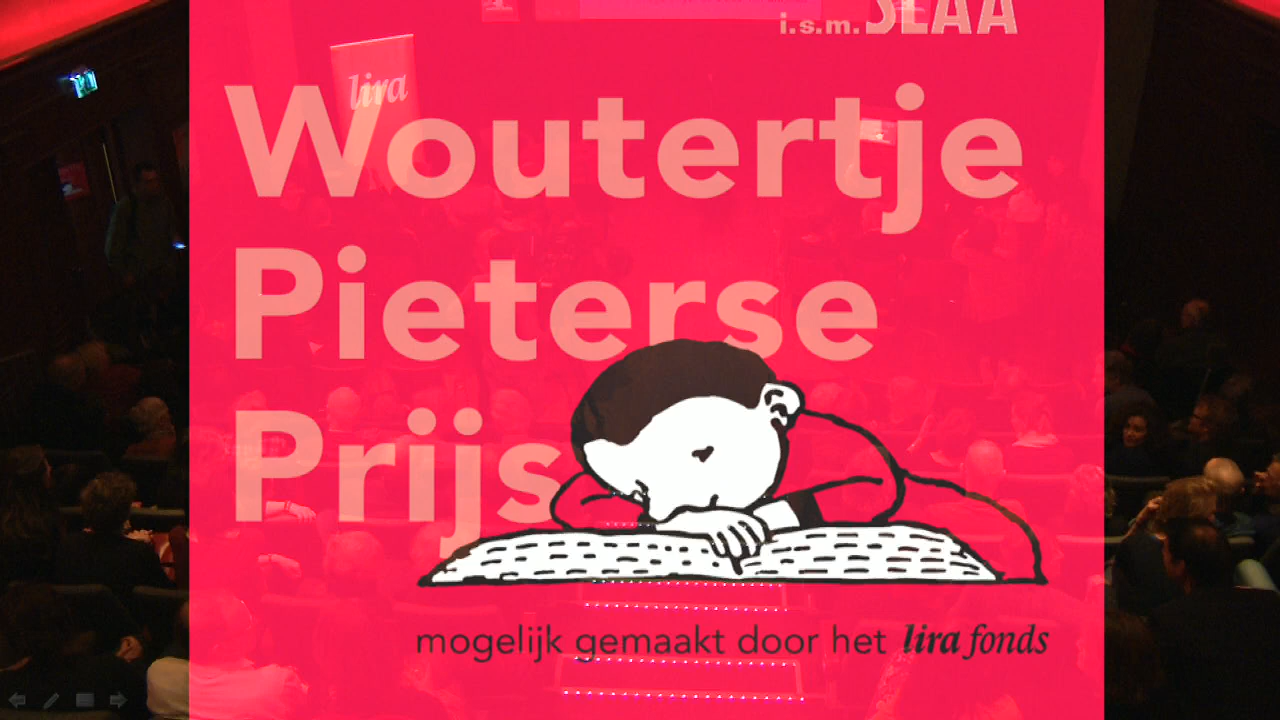 i.s.m. SLAA
lira
Woutertje
Pieterse
Prijs
mogelijk gemaakt door het lira fonds